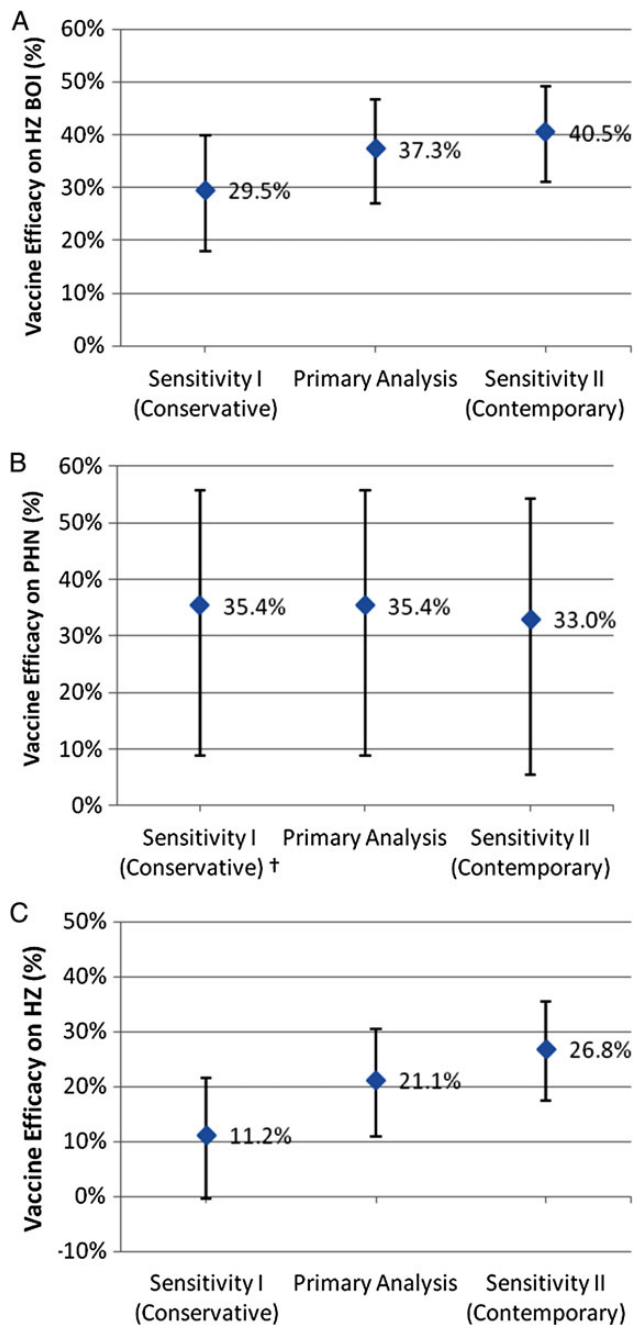 A
60%
50%
40%
30%
20%
10%
0%
Vaccine Efficacy on HZ BOI (%)
29.5%
37.3%
40.5%
Sensitivity I
(Conservative)
Primary Analysis
Sensitivity II
(Contemporary)
B
60%
50%
40%
30%
20%
10%
0%
Vaccine Efficacy on PHN (%)
35.4%
35.4%
33.0%
Sensitivity I
(Conservative) †
Primary Analysis
Sensitivity II
(Contemporary)
C
50%
40%
30%
20%
10%
0%
-10%
Vaccine Efficacy on HZ (%)
11.2%
21.1%
26.8%
Sensitivity I
(Conservative)
Primary Analysis
Sensitivity II
(Contemporary)